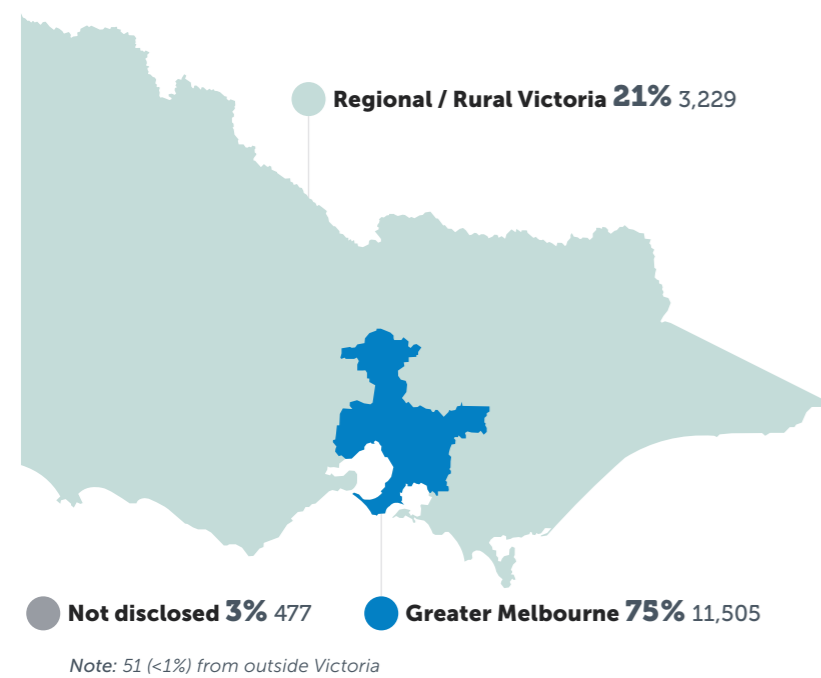 Regional / Rural Victoria 21% 3,229
Not disclosed 3% 477
Greater Melbourne 75% 11,505
Note: 51 (<1%) from outside Victoria